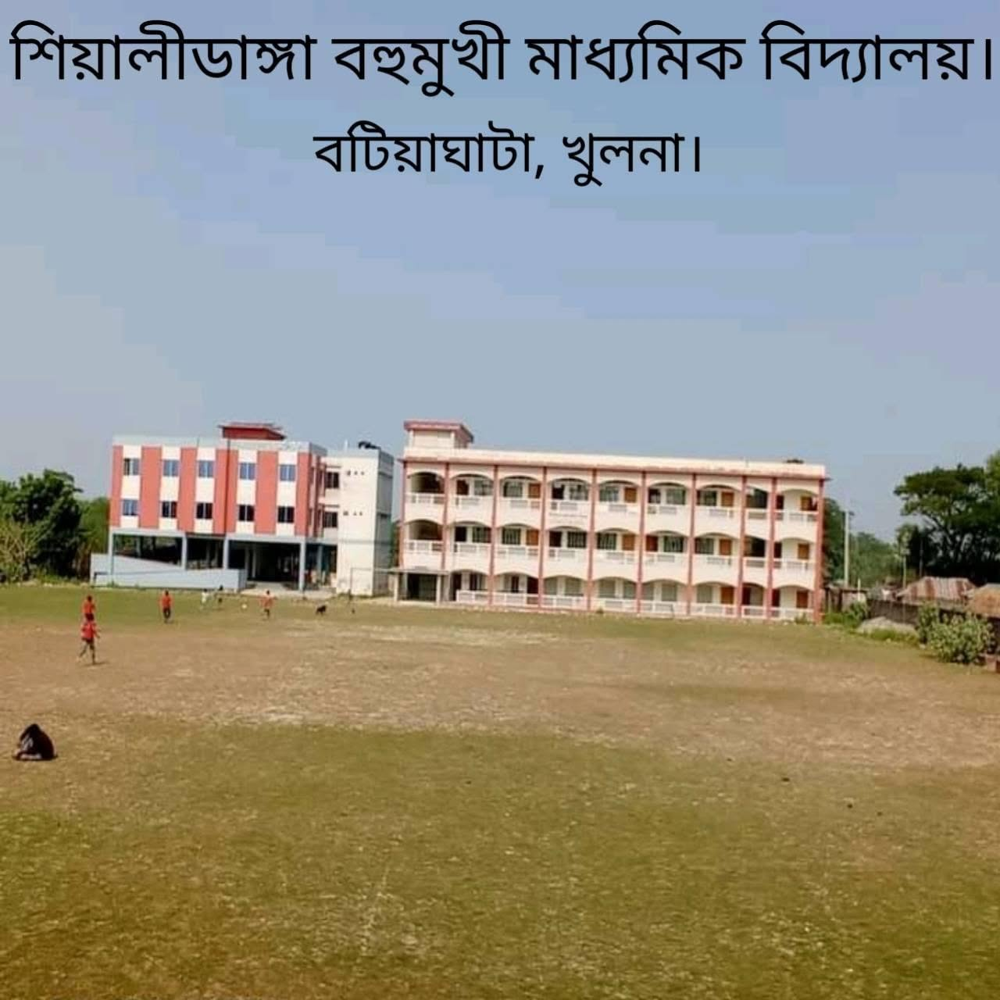 শিয়ালীডাঙ্গা বহুমুখী মাধ্যমিক বিদ্যালয়।
বটিয়াঘাটা, খুলনা।